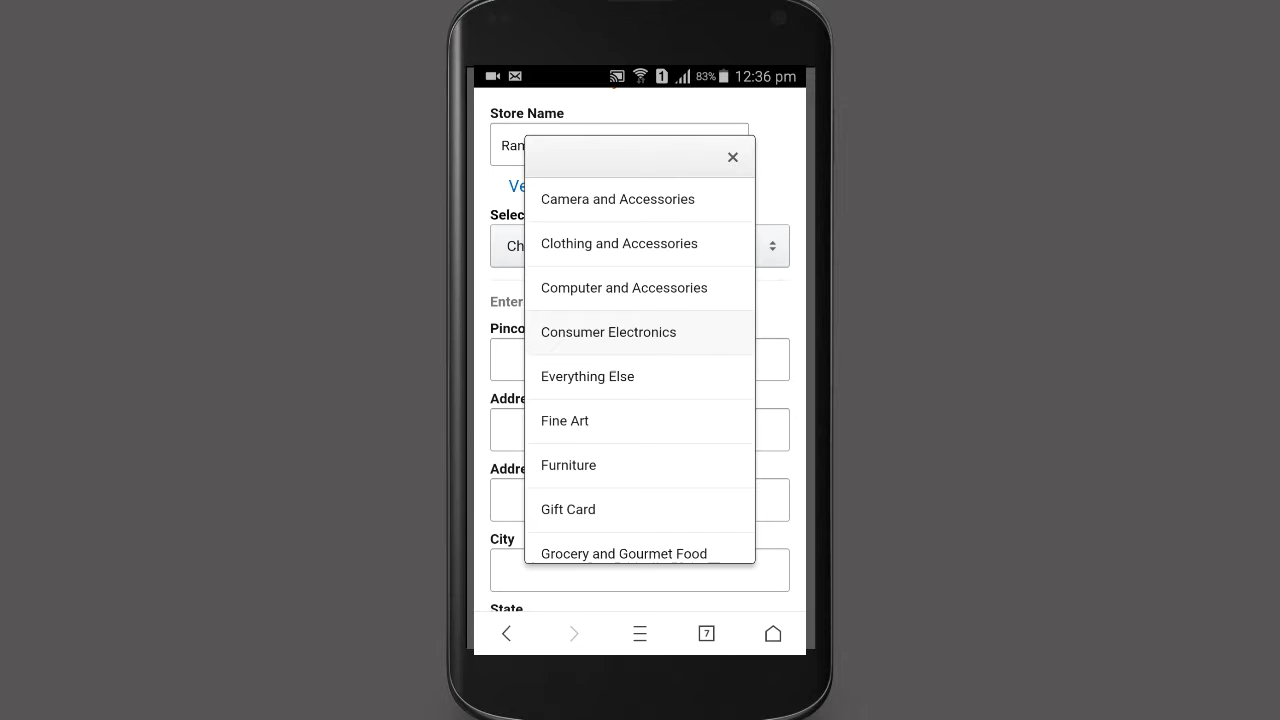 1 83% 12:36 pm
Store Name
Ran
Ve
Selec
Ch
Enter
Pinco
Addre
Addre
City
State
Camera and Accessories
Clothing and Accessories
Computer and Accessories
Consumer Electronics
Everything Else
Fine Art
Furniture
Gift Card
Grocery and Gourmet Food
7